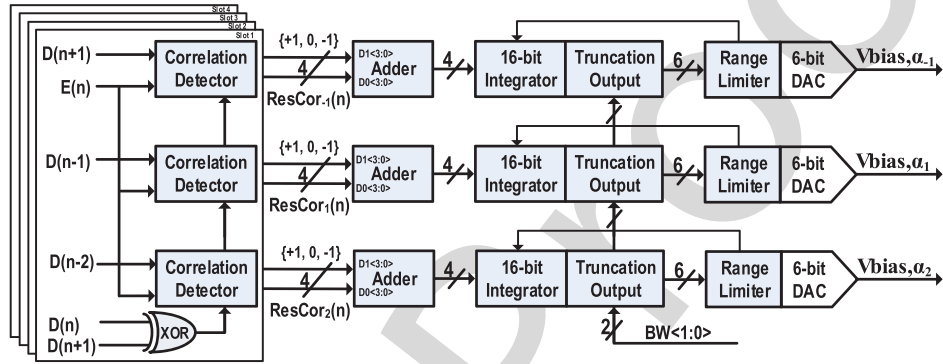 Slot 4
Slot 3
Slot 2
Slot 1
D(n+1)
E(n)
Correlation Detector
{+1, 0, -1}
4
ResCor-1(n)
D1<3:0>
Adder
D0<3:0>
4
16-bit Integrator
Truncation Output
6
Range Limiter
6-bit DAC
Vbias,α-1
D(n-1)
Correlation Detector
{+1, 0, -1}
4
ResCor1(n)
D1<3:0>
Adder
D0<3:0>
4
16-bit Integrator
Truncation Output
6
Range Limiter
6-bit DAC
Vbias,α1
D(n-2)
Correlation Detector
{+1, 0, -1}
4
ResCor2(n)
D1<3:0>
Adder
D0<3:0>
4
16-bit Integrator
Truncation Output
6
Range Limiter
6-bit DAC
Vbias,α2
D(n)
D(n+1)
XOR
2
BW<1:0>